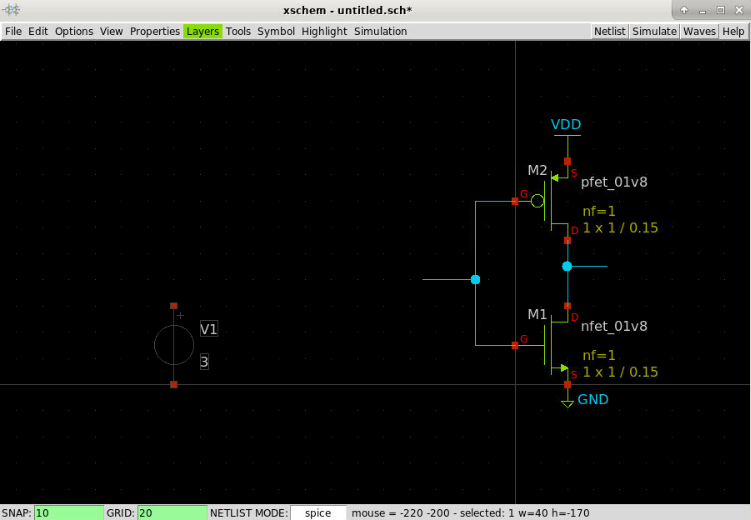 xschem - untitled.sch*
File Edit Options View Properties Layers Tools Symbol Highlight Simulation Netlist Simulate Waves Help
VDD
M2
S
pfet_01v8
G
nf=1
D
1 x 1 / 0.15
+
V1
3
M1
D
nfet_01v8
G
nf=1
S
1 x 1 / 0.15
GND
SNAP: 10 GRID: 20 NETLIST MODE: spice mouse = -220 -200 - selected: 1 w=40 h=-170